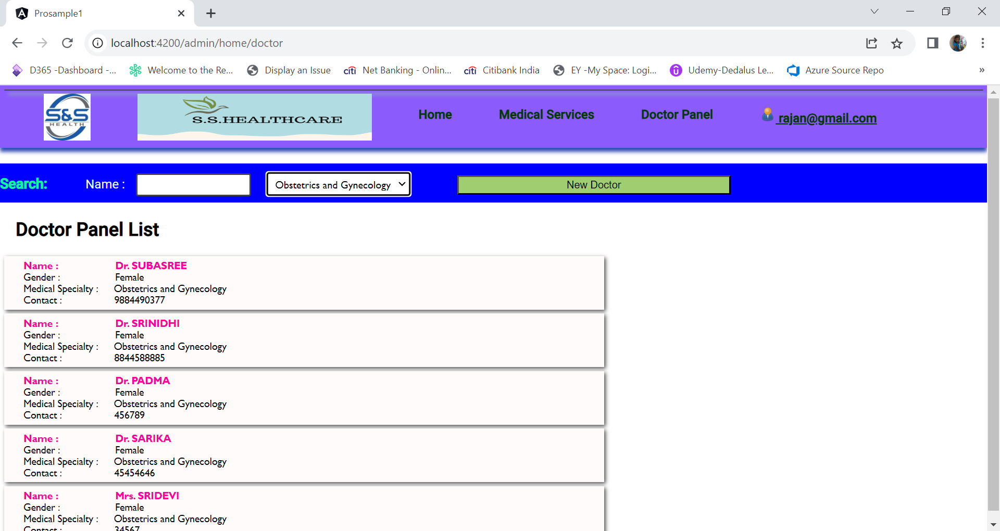 Prosample1
localhost:4200/admin/home/doctor
D365 -Dashboard -... Welcome to the Re... Display an Issue citi Net Banking - Onlin... citi Citibank India EY -My Space: Logi... Udemy-Dedalus Le... Azure Source Repo »
S&S
HEALTH
S.S.HEALTHCARE
Home Medical Services Doctor Panel rajan@gmail.com
Search: Name : Obstetrics and Gynecology New Doctor
Doctor Panel List
Name : Dr. SUBASREE
Gender : Female
Medical Specialty : Obstetrics and Gynecology
Contact : 9884490377
Name : Dr. SRINIDHI
Gender : Female
Medical Specialty : Obstetrics and Gynecology
Contact : 8844588885
Name : Dr. PADMA
Gender : Female
Medical Specialty : Obstetrics and Gynecology
Contact : 456789
Name : Dr. SARIKA
Gender : Female
Medical Specialty : Obstetrics and Gynecology
Contact : 45454646
Name : Mrs. SRIDEVI
Gender : Female
Medical Specialty : Obstetrics and Gynecology
Contact : 34567